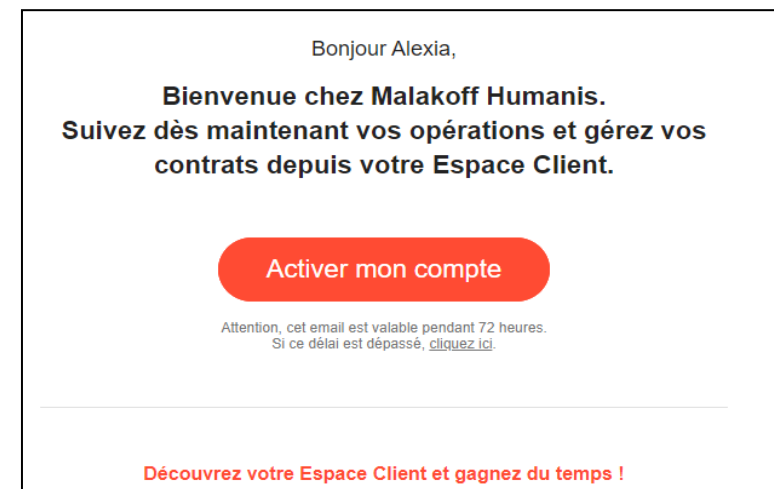 Bonjour Alexia,
Bienvenue chez Malakoff Humanis.
Suivez dès maintenant vos opérations et gérez vos
contrats depuis votre Espace Client.
Activer mon compte
Attention, cet email est valable pendant 72 heures.
Si ce délai est dépassé, cliquez ici.
Découvrez votre Espace Client et gagnez du temps !